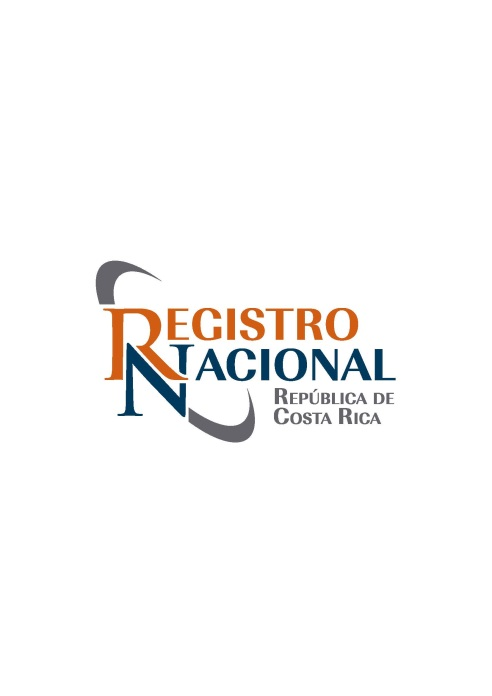 REGISTRO
NACIONAL
REPÚBLICA DE
COSTA RICA